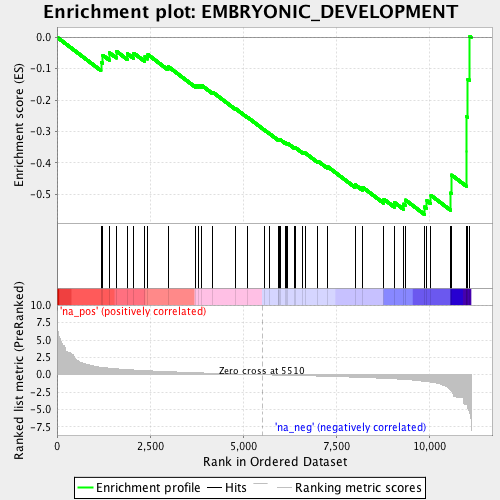 Enrichment plot: EMBRYONIC_DEVELOPMENT
Enrichment score (ES)
0.0
-0.1
-0.2
-0.3
-0.4
-0.5
'na_pos' (positively correlated)
Ranked list metric (PreRanked)
10.0
7.5
5.0
2.5
0.0
-2.5
-5.0
-7.5
Zero cross at 5510
'na_neg' (negatively correlated)
0
2,500
5,000
7,500
10,000
Rank in Ordered Dataset
Enrichment profile
Hits
Ranking metric scores